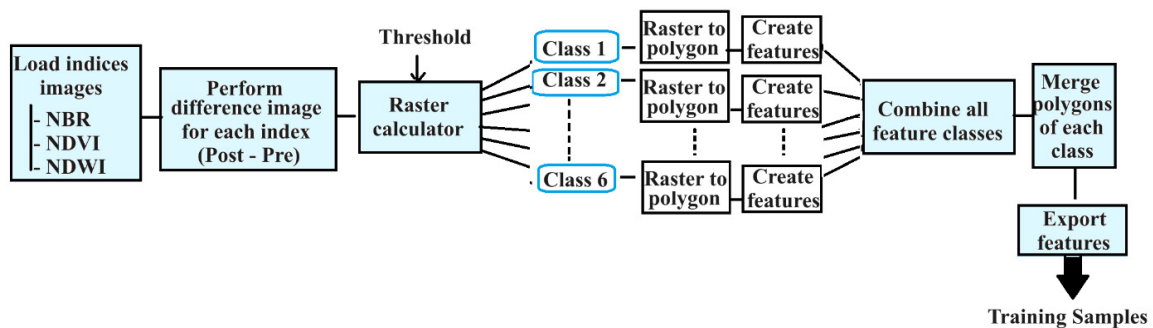 Load indices
images
- NBR
- NDVI
- NDWI
Perform
difference image
for each index
(Post - Pre)
Threshold
Raster
calculator
Class 1
Class 2
Class 6
Raster to
polygon
Create
features
Raster to
polygon
Create
features
Raster to
polygon
Create
features
Combine all
feature classes
Merge
polygons
of each
class
Export
features
Training Samples